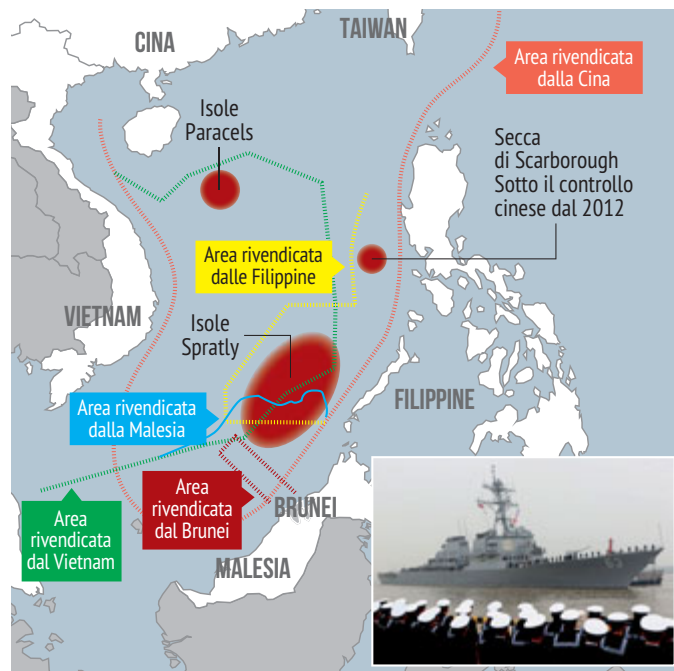 CINA
TAIWAN
Area rivendicata
dalla Cina
Isole
Paracels
Secca
di Scarborough
Sotto il controllo
cinese dal 2012
Area rivendicata
dalle Filippine
VIETNAM
Isole
Spratly
FILIPPINE
Area rivendicata
dalla Malesia
Area
rivendicata
dal Brunei
BRUNEI
Area
rivendicata
dal Vietnam
MALESIA